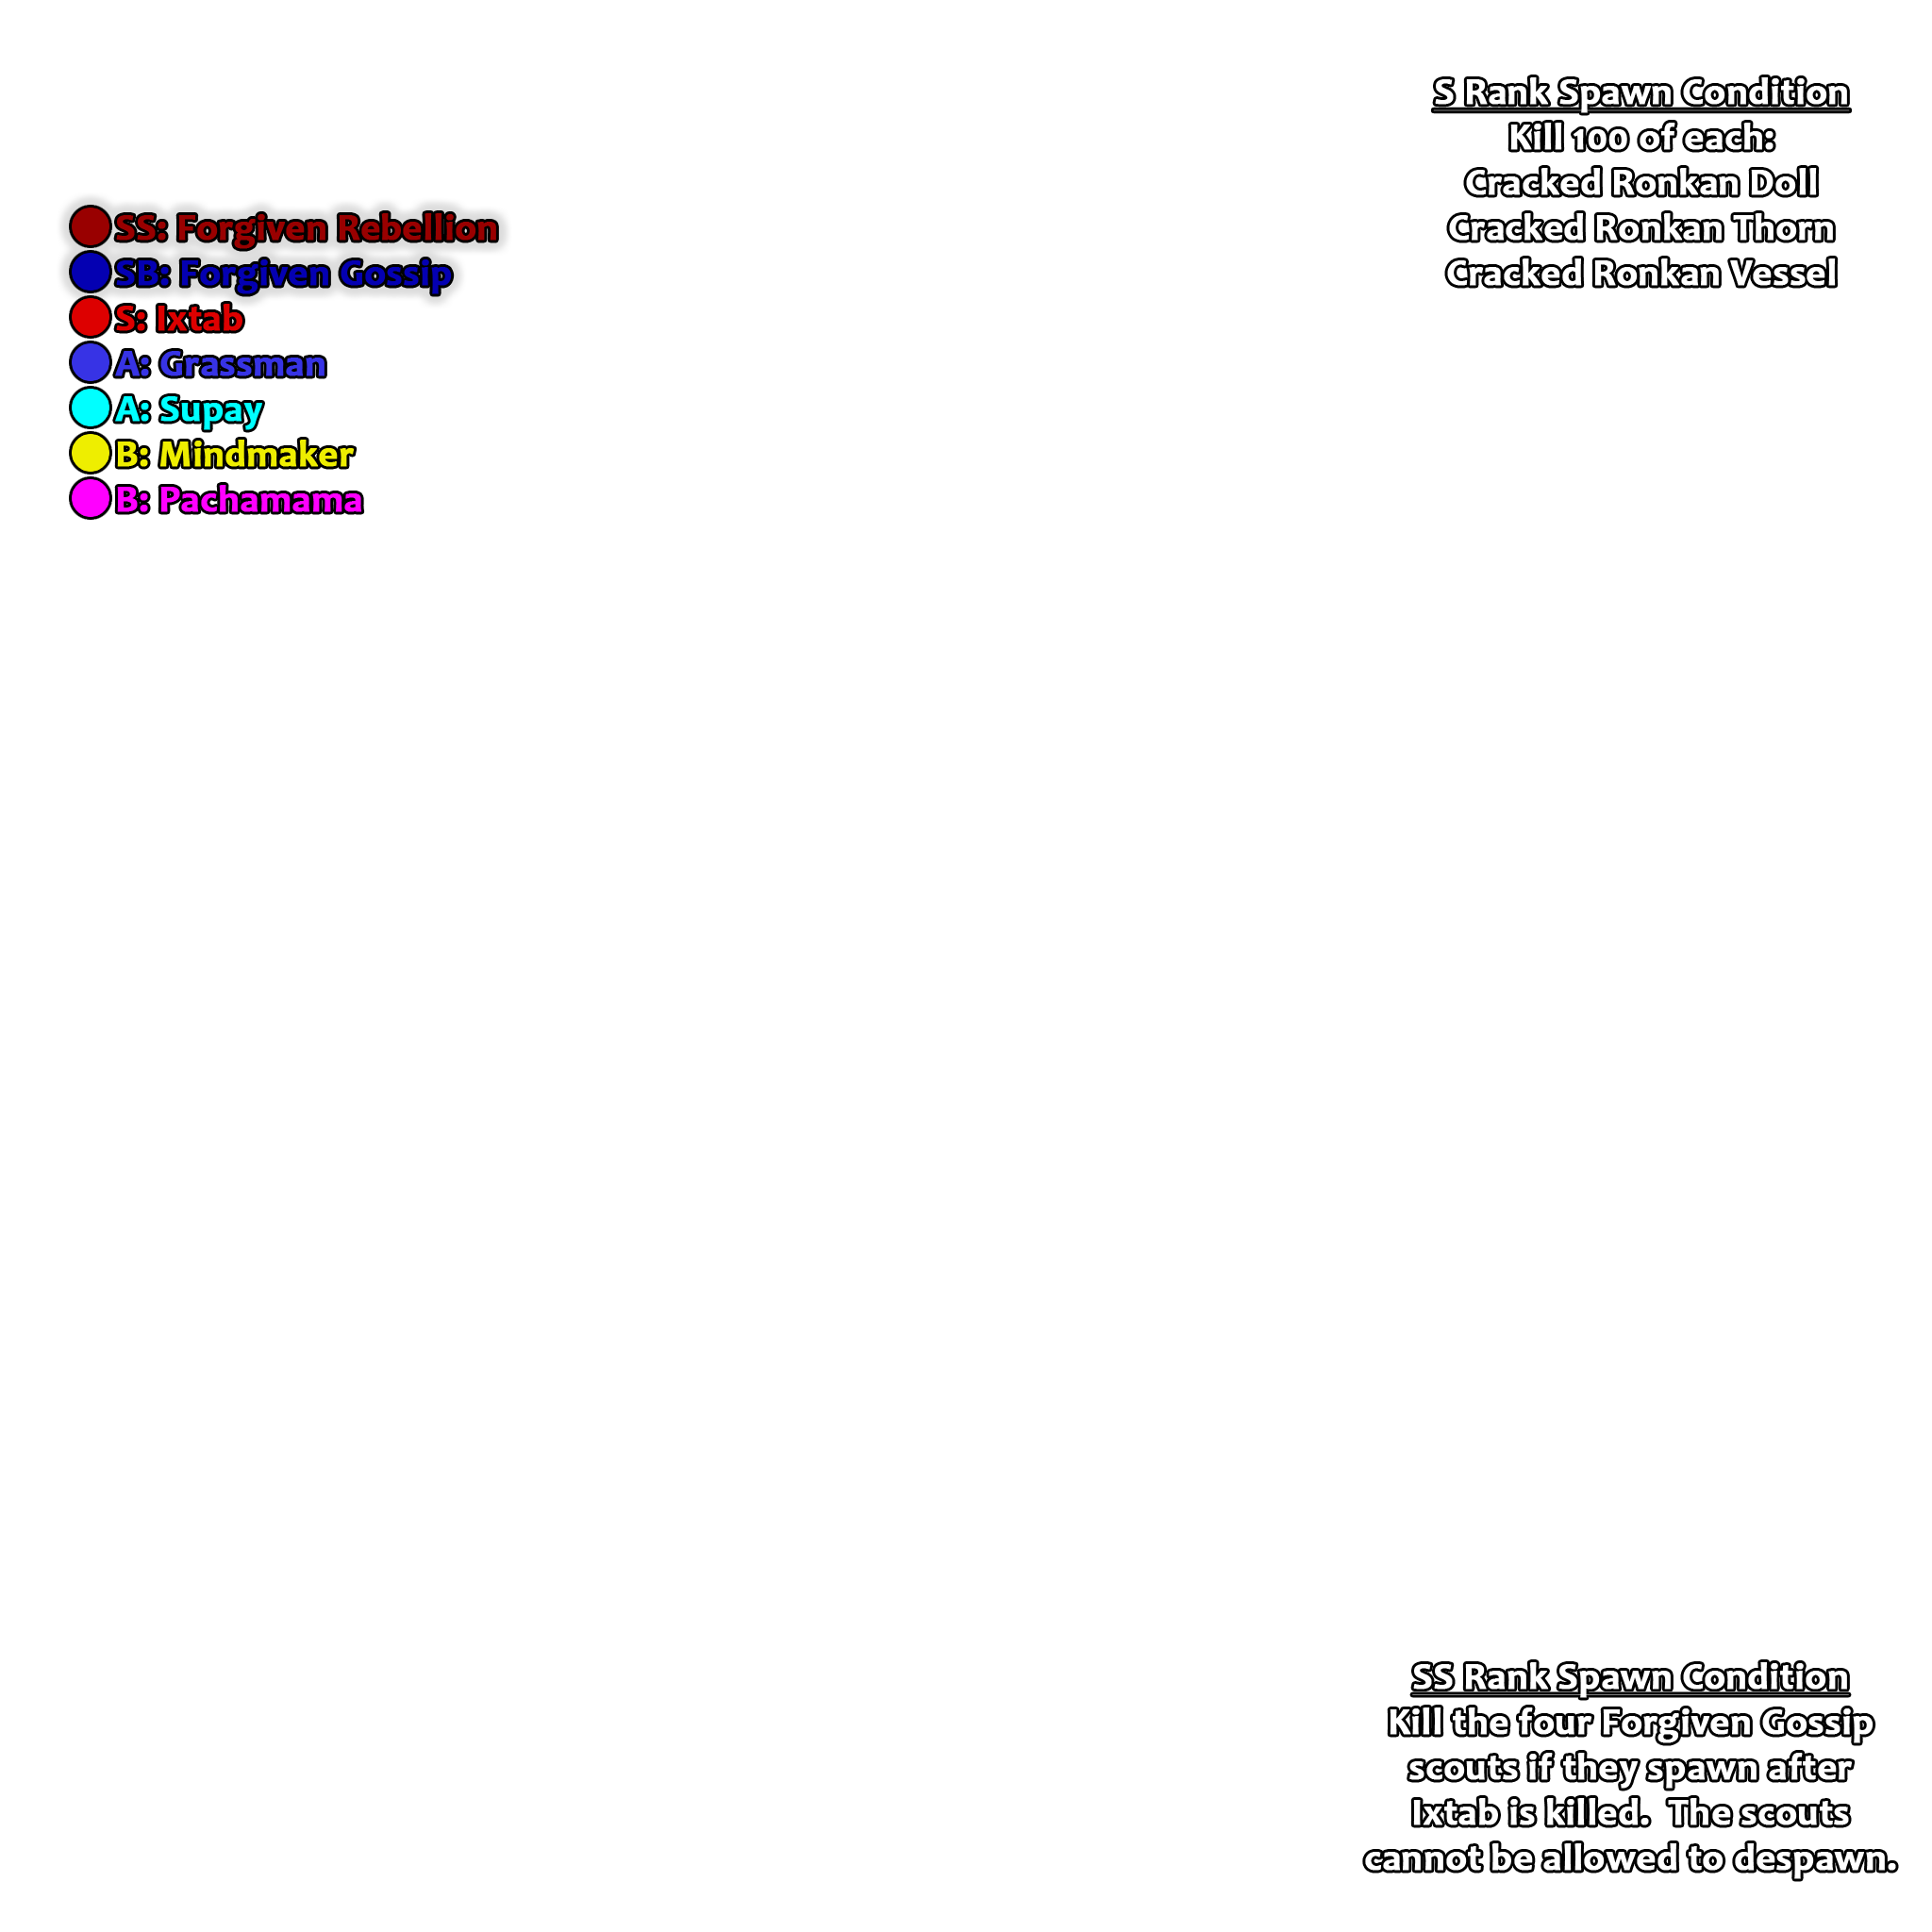 S Rank Spawn Condition
Kill 100 of each:
Cracked Ronkan Doll
Cracked Ronkan Thorn
Cracked Ronkan Vessel
SS: Forgiven Rebellion
SB: Forgiven Gossip
S: Ixtab
A: Grassman
A: Supay
B: Mindmaker
B: Pachamama
SS Rank Spawn Condition
Kill the four Forgiven Gossip
scouts if they spawn after
Ixtab is killed.  The scouts
cannot be allowed to despawn.